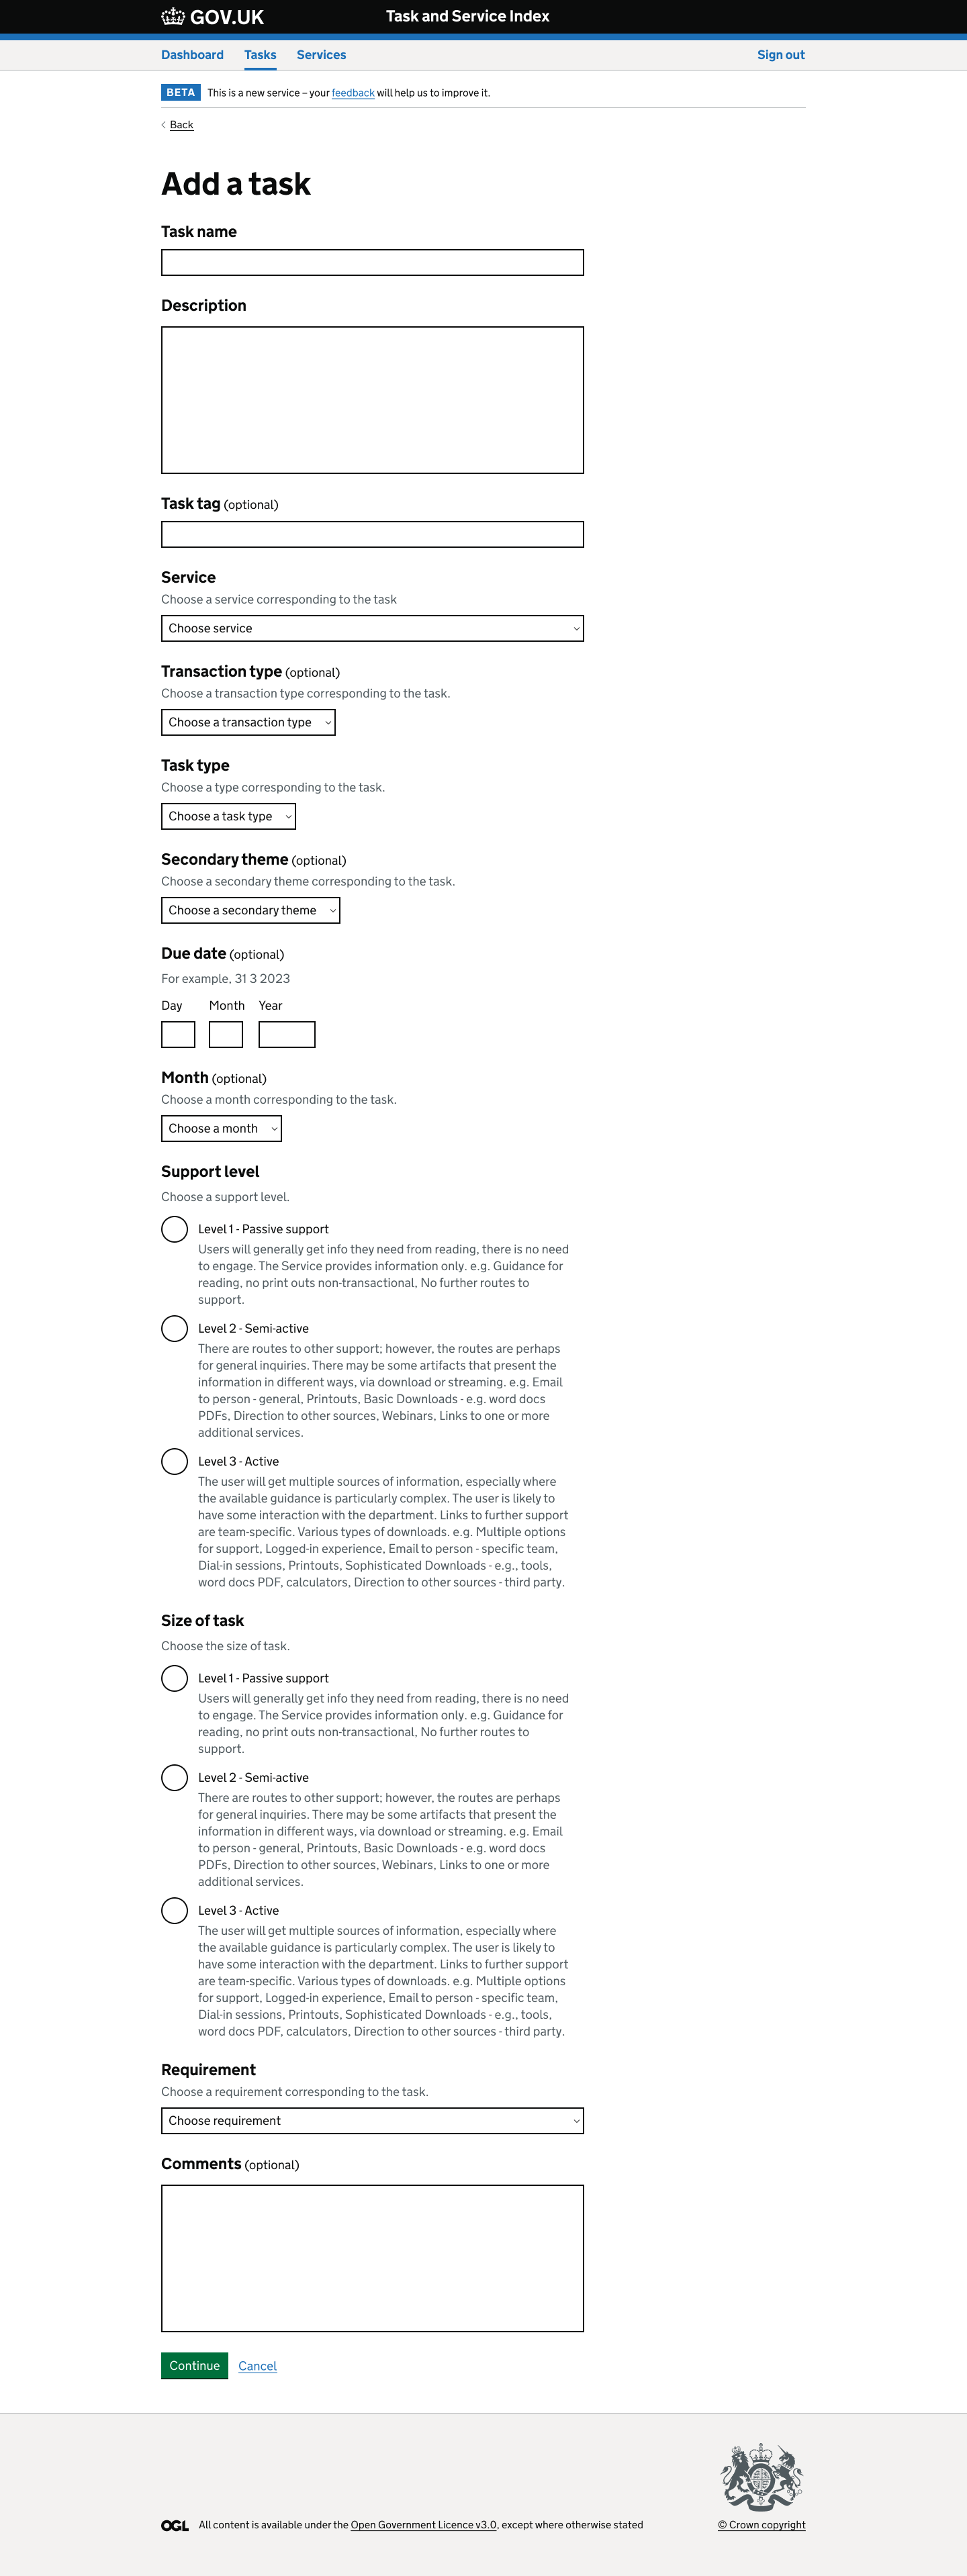 GOV.UK Task and Service Index
Dashboard Tasks Services Sign out
BETA This is a new service – your feedback will help us to improve it.
Back
Add a task
Task name
Description
Task tag (optional)
Service
Choose a service corresponding to the task
Choose service
Transaction type (optional)
Choose a transaction type corresponding to the task.
Choose a transaction type
Task type
Choose a type corresponding to the task.
Choose a task type
Secondary theme (optional)
Choose a secondary theme corresponding to the task.
Choose a secondary theme
Due date (optional)
For example, 31 3 2023
Day Month Year
Month (optional)
Choose a month corresponding to the task.
Choose a month
Support level
Choose a support level.
Level 1 - Passive support
Users will generally get info they need from reading, there is no need
to engage. The Service provides information only. e.g. Guidance for
reading, no print outs non-transactional, No further routes to
support.
Level 2 - Semi-active
There are routes to other support; however, the routes are perhaps
for general inquiries. There may be some artifacts that present the
information in different ways, via download or streaming. e.g. Email
to person - general, Printouts, Basic Downloads - e.g. word docs
PDFs, Direction to other sources, Webinars, Links to one or more
additional services.
Level 3 - Active
The user will get multiple sources of information, especially where
the available guidance is particularly complex. The user is likely to
have some interaction with the department. Links to further support
are team-specific. Various types of downloads. e.g. Multiple options
for support, Logged-in experience, Email to person - specific team,
Dial-in sessions, Printouts, Sophisticated Downloads - e.g., tools,
word docs PDF, calculators, Direction to other sources - third party.
Size of task
Choose the size of task.
Level 1 - Passive support
Users will generally get info they need from reading, there is no need
to engage. The Service provides information only. e.g. Guidance for
reading, no print outs non-transactional, No further routes to
support.
Level 2 - Semi-active
There are routes to other support; however, the routes are perhaps
for general inquiries. There may be some artifacts that present the
information in different ways, via download or streaming. e.g. Email
to person - general, Printouts, Basic Downloads - e.g. word docs
PDFs, Direction to other sources, Webinars, Links to one or more
additional services.
Level 3 - Active
The user will get multiple sources of information, especially where
the available guidance is particularly complex. The user is likely to
have some interaction with the department. Links to further support
are team-specific. Various types of downloads. e.g. Multiple options
for support, Logged-in experience, Email to person - specific team,
Dial-in sessions, Printouts, Sophisticated Downloads - e.g., tools,
word docs PDF, calculators, Direction to other sources - third party.
Requirement
Choose a requirement corresponding to the task.
Choose requirement
Comments (optional)
Continue Cancel
OGL All content is available under the Open Government Licence v3.0, except where otherwise stated © Crown copyright